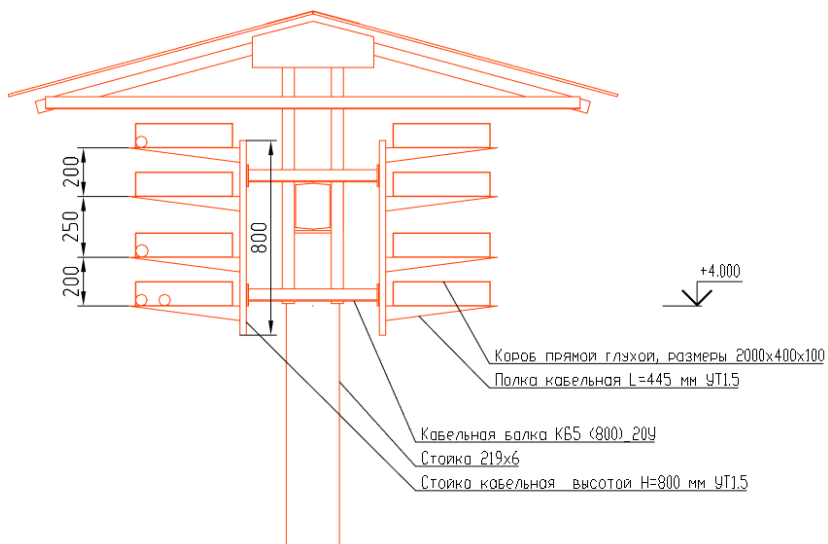 200
250
200
800
+4.000
Короб прямой глухой, размеры 2000х400х100
Полка кабельная L=445 мм УТ1.5
Кабельная балка КБ5 (800)_20У
Стойка 219х6
Стойка кабельная высотой Н=800 мм УТ1.5